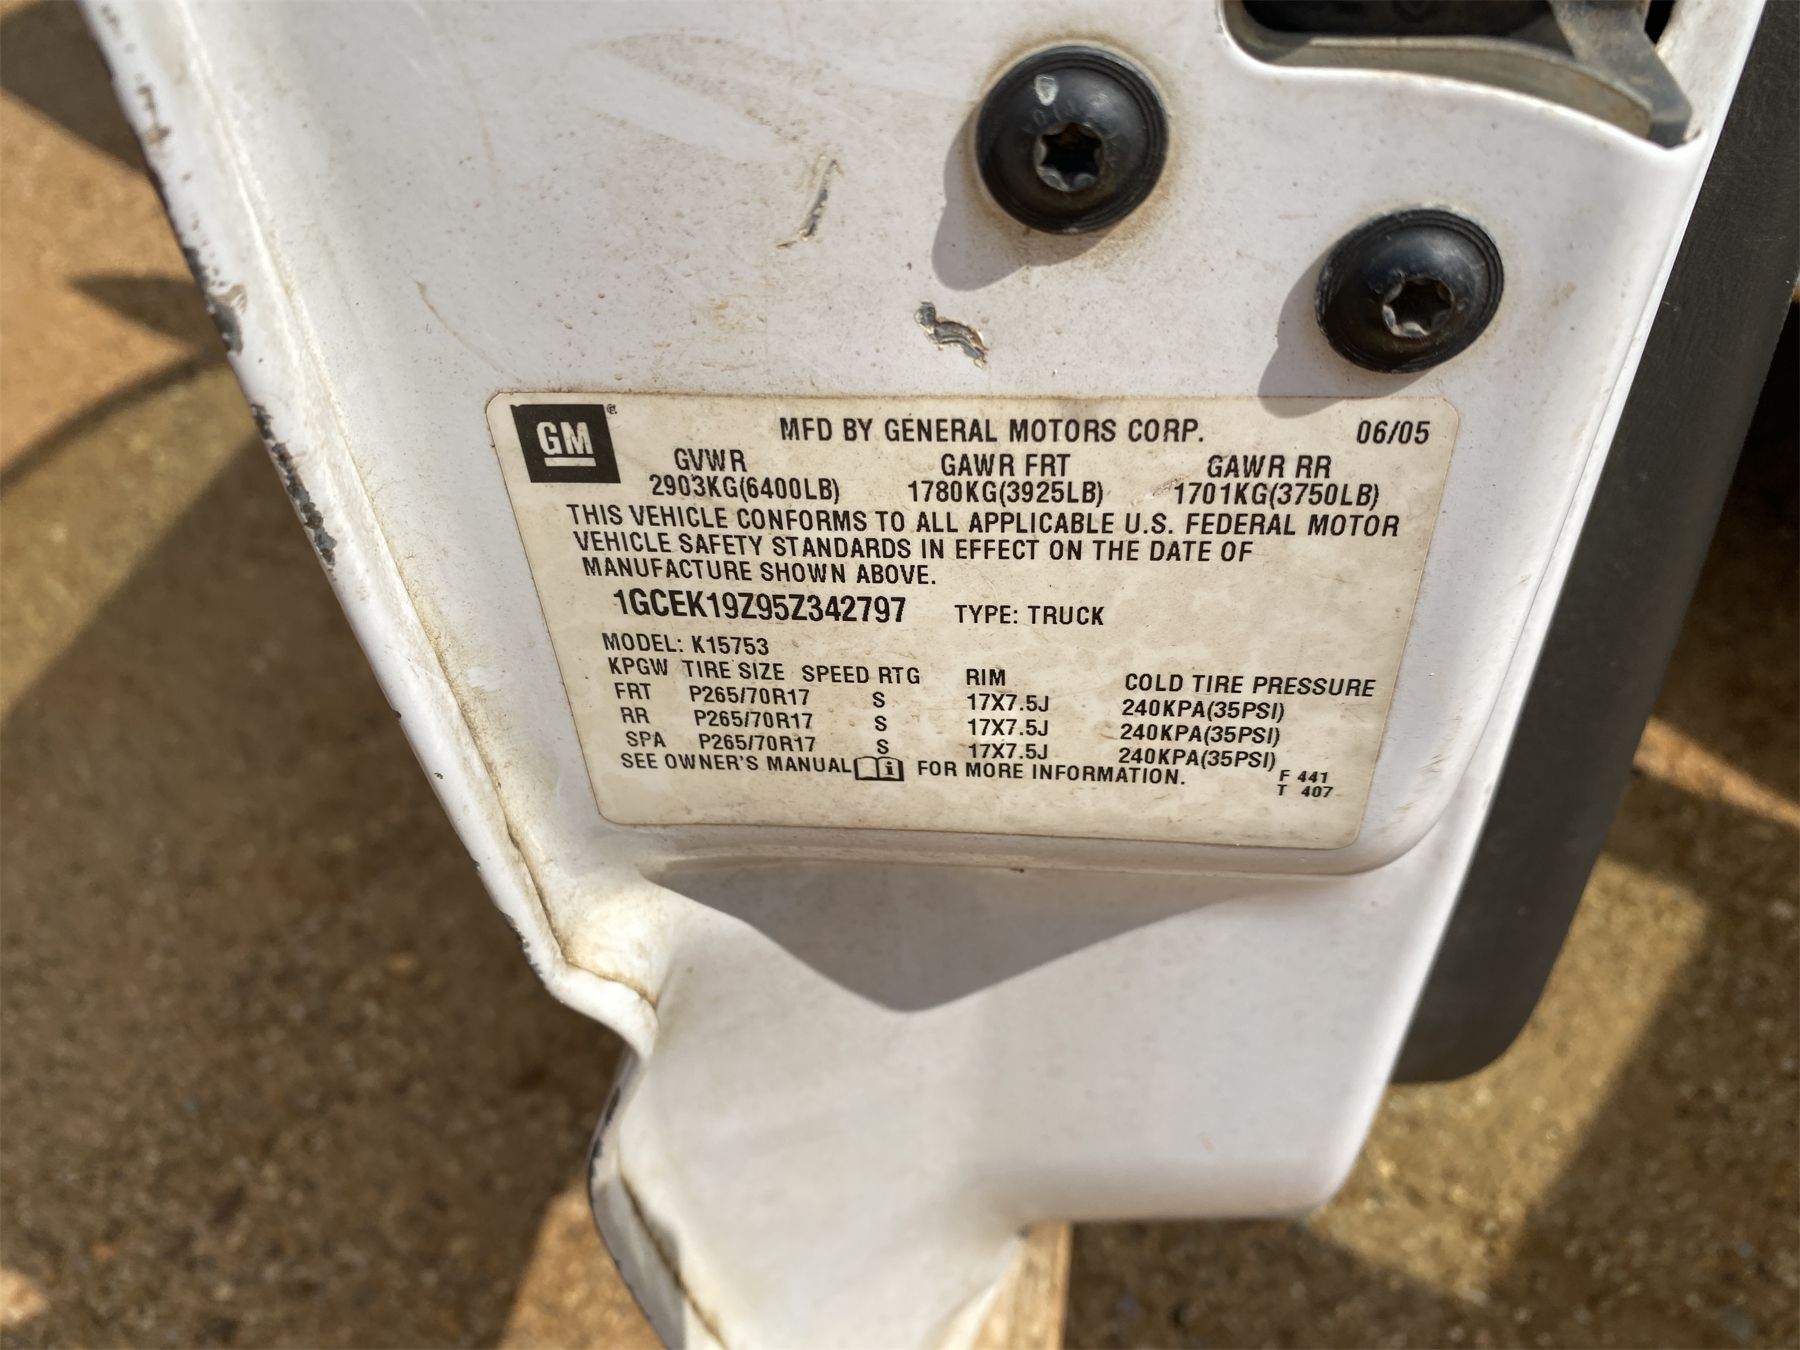 GM® MFD BY GENERAL MOTORS CORP. 06/05
GVWR GAWR FRT GAWR RR
2903KG(6400LB) 1780KG(3925LB) 1701KG(3750LB)
THIS VEHICLE CONFORMS TO ALL APPLICABLE U.S. FEDERAL MOTOR
VEHICLE SAFETY STANDARDS IN EFFECT ON THE DATE OF
MANUFACTURE SHOWN ABOVE.
1GCEK19Z95Z342797 TYPE: TRUCK
MODEL: K15753
KPGW TIRE SIZE SPEED RTG RIM COLD TIRE PRESSURE
FRT P265/70R17 S 17X7.5J 240KPA(35PSI)
RR P265/70R17 S 17X7.5J 240KPA(35PSI)
SPA P265/70R17 S 17X7.5J 240KPA(35PSI)
SEE OWNER'S MANUAL i FOR MORE INFORMATION.
F 441
T 407